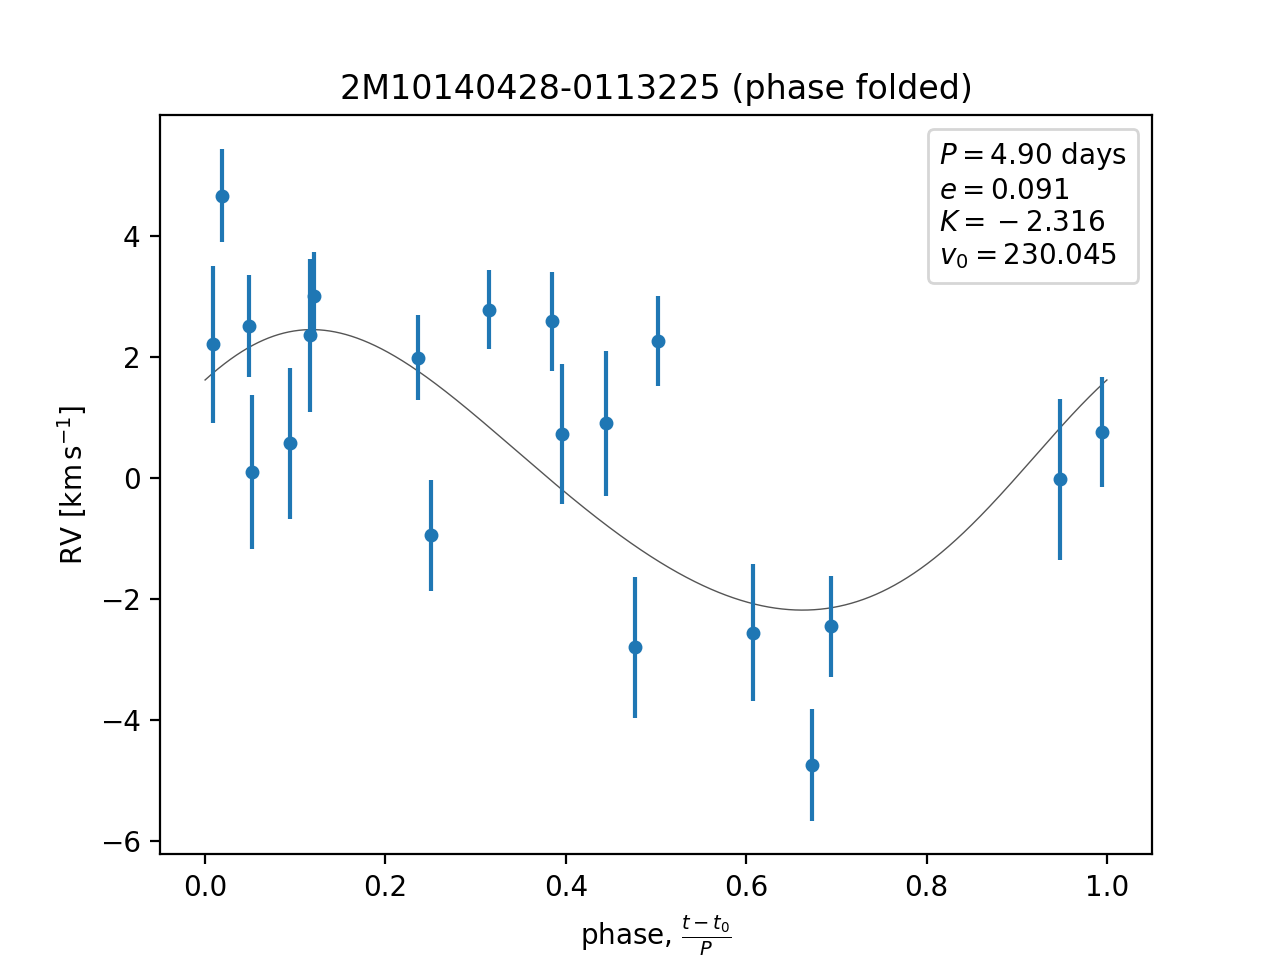 2M10140428-0113225 (phase folded)
P = 4.90 days
e = 0.091
K = −2.316
v₀ = 230.045
RV [km s⁻¹]
4
2
0
−2
−4
−6
0.0 0.2 0.4 0.6 0.8 1.0
phase, (t − t₀)/P